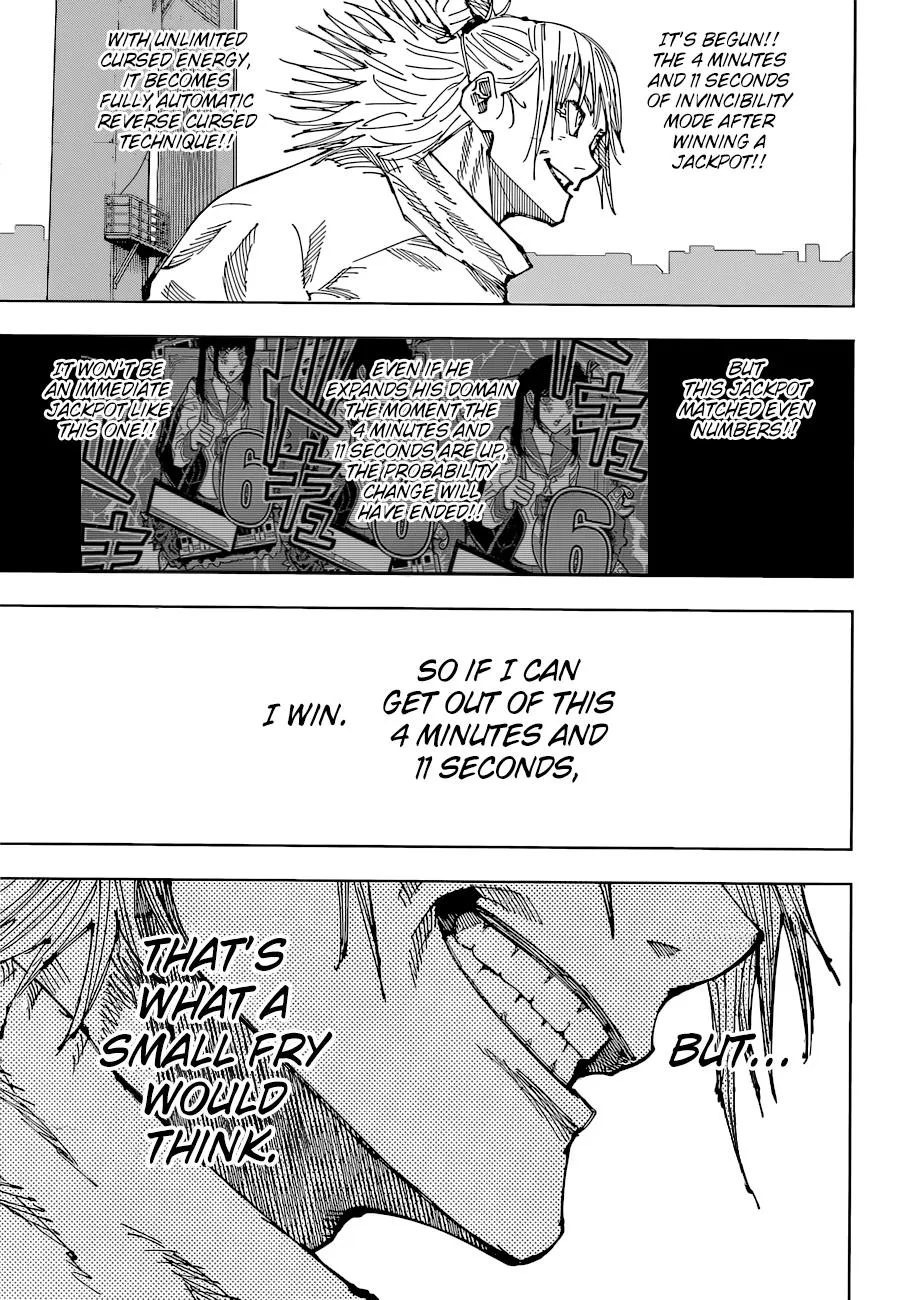 IT'S BEGUN!!
THE 4 MINUTES
AND 11 SECONDS
OF INVINCIBILITY
MODE AFTER
WINNING A
JACKPOT!!
WITH UNLIMITED
CURSED ENERGY,
IT BECOMES
FULLY AUTOMATIC
REVERSE CURSED
TECHNIQUE!!
BUT
THIS JACKPOT
MATCHED EVEN
NUMBERS!!
EVEN IF HE
EXPANDS HIS DOMAIN
THE MOMENT THE
4 MINUTES AND
11 SECONDS ARE UP,
THE PROBABILITY
CHANGE WILL
HAVE ENDED!!
IT WON'T BE
AN IMMEDIATE
JACKPOT LIKE
THIS ONE!!
6
6
6
SO IF I CAN
GET OUT OF THIS
4 MINUTES AND
11 SECONDS,
I WIN.
BUT...
THAT'S
WHAT A
SMALL FRY
WOULD
THINK.